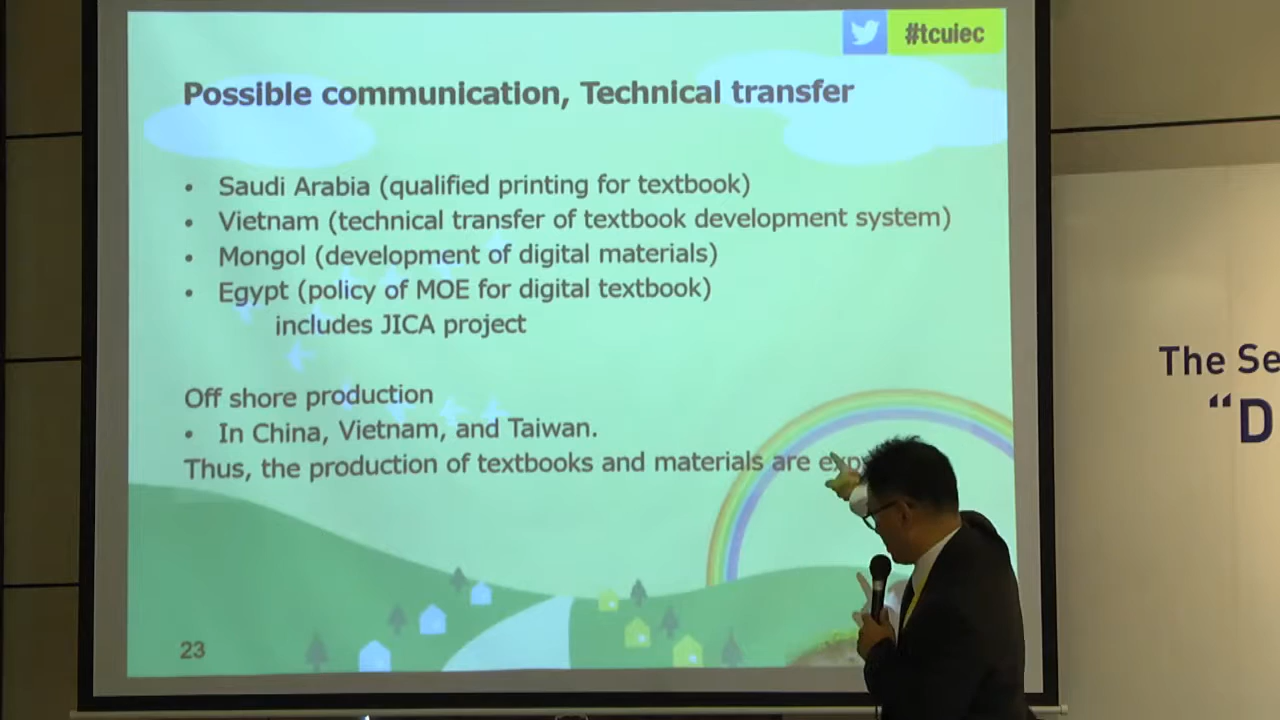 #tcuiec
Possible communication, Technical transfer
• Saudi Arabia (qualified printing for textbook)
• Vietnam (technical transfer of textbook development system)
• Mongol (development of digital materials)
• Egypt (policy of MOE for digital textbook)
includes JICA project
Off shore production
• In China, Vietnam, and Taiwan.
Thus, the production of textbooks and materials are exp
23
The Se
“D